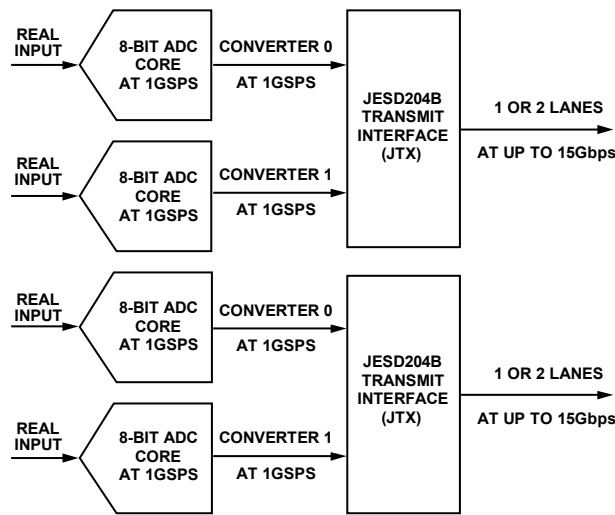 REAL
INPUT
8-BIT ADC
CORE
AT 1GSPS
CONVERTER 0
AT 1GSPS
REAL
INPUT
8-BIT ADC
CORE
AT 1GSPS
CONVERTER 1
AT 1GSPS
JESD204B
TRANSMIT
INTERFACE
(JTX)
1 OR 2 LANES
AT UP TO 15Gbps
REAL
INPUT
8-BIT ADC
CORE
AT 1GSPS
CONVERTER 0
AT 1GSPS
REAL
INPUT
8-BIT ADC
CORE
AT 1GSPS
CONVERTER 1
AT 1GSPS
JESD204B
TRANSMIT
INTERFACE
(JTX)
1 OR 2 LANES
AT UP TO 15Gbps